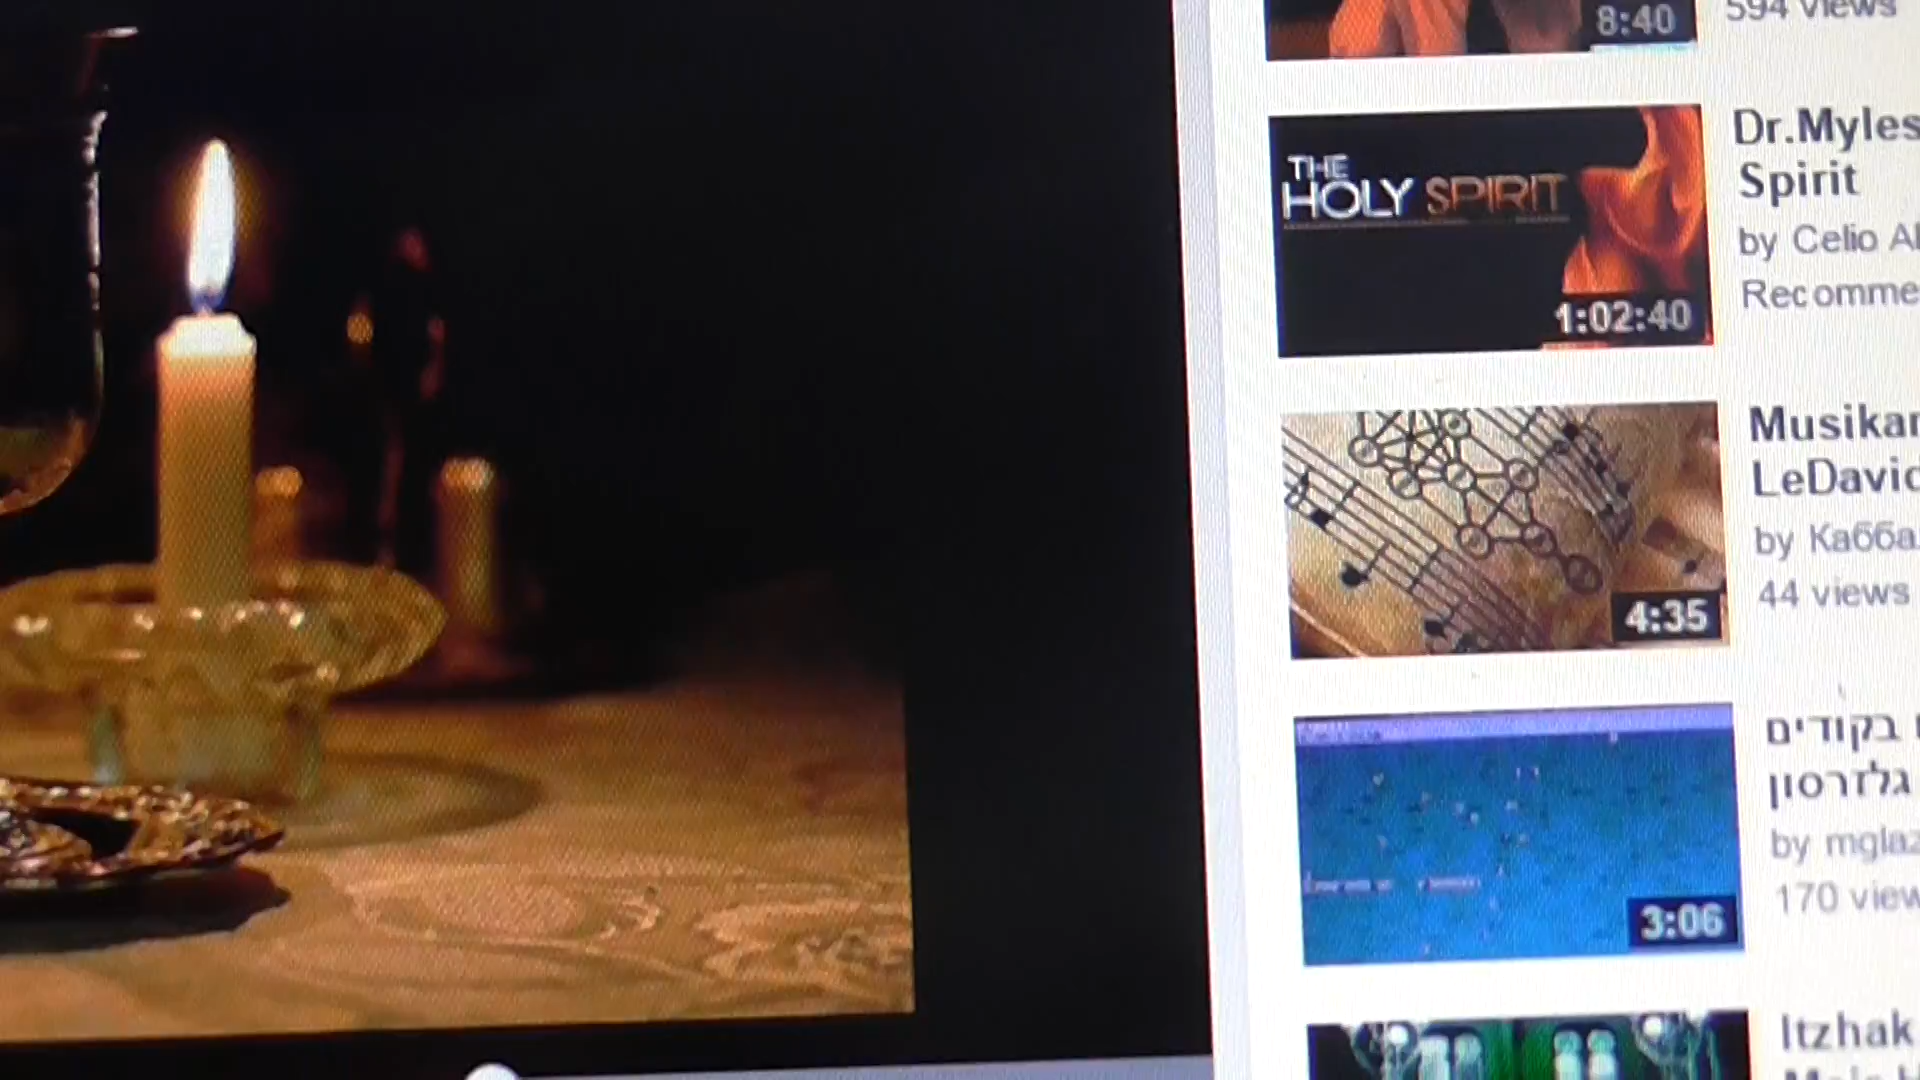 8:40
594 views
THE
HOLY SPIRIT
1:02:40
Dr.Myles
Spirit
by Celio Al
Recomme
4:35
Musikar
LeDavid
by Kaбба
44 views
3:06
בקודים
גלזרסון
by mglaz
170 view
Itzhak